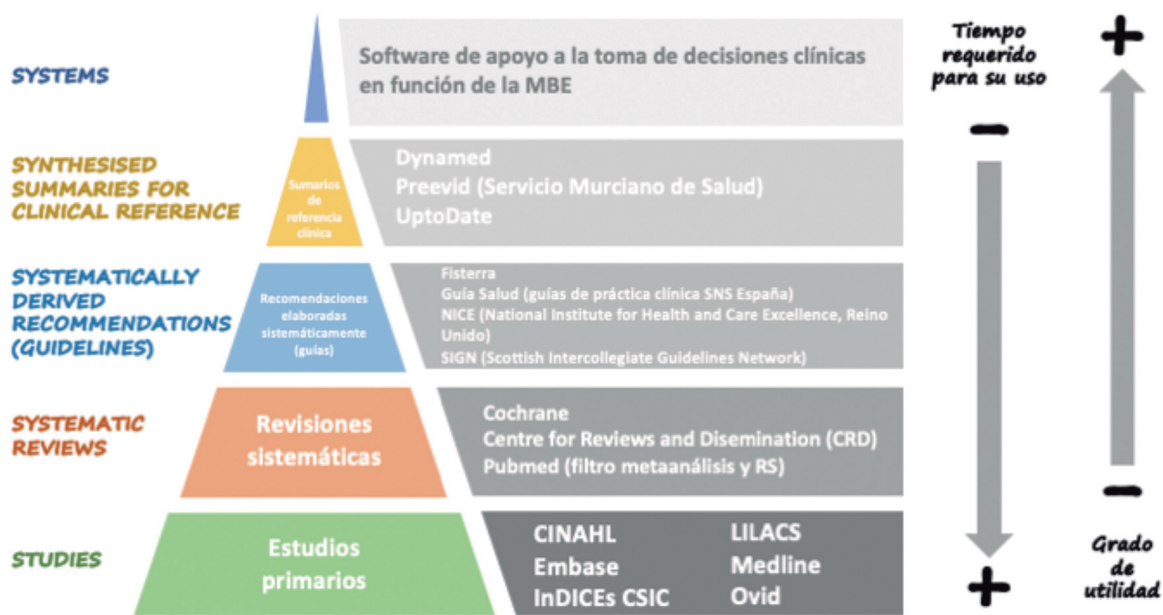 SYSTEMS
Software de apoyo a la toma de decisiones clínicas
en función de la MBE
SYNTHESISED
SUMMARIES FOR
CLINICAL REFERENCE
Sumarios
de
referencia
clínica
Dynamed
Preevid (Servicio Murciano de Salud)
UptoDate
SYSTEMATICALLY
DERIVED
RECOMMENDATIONS
(GUIDELINES)
Recomendaciones
elaboradas
sistemáticamente
(guías)
Fisterra
Guía Salud (guías de práctica clínica SNS España)
NICE (National Institute for Health and Care Excellence, Reino
Unido)
SIGN (Scottish Intercollegiate Guidelines Network)
SYSTEMATIC
REVIEWS
Revisiones
sistemáticas
Cochrane
Centre for Reviews and Disemination (CRD)
Pubmed (filtro metaanálisis y RS)
STUDIES
Estudios
primarios
CINAHL
Embase
InDICEs CSIC
LILACS
Medline
Ovid
Tiempo
requerido
para su uso
−
+
+
−
Grado
de
utilidad